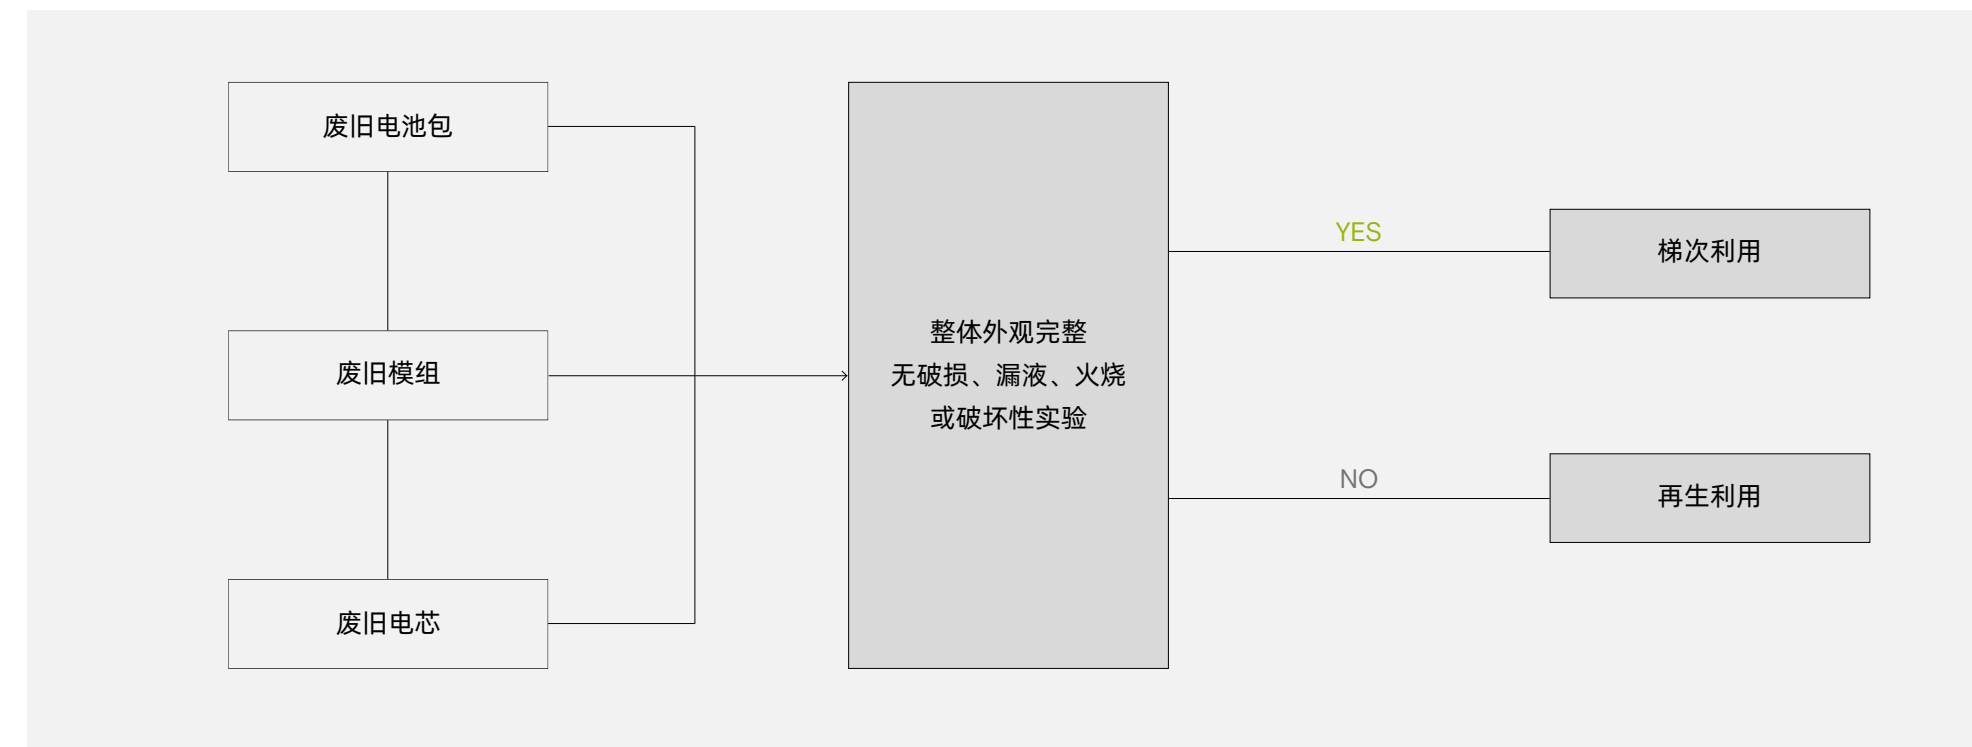 废旧电池包
废旧模组
废旧电芯
整体外观完整
无破损、漏液、火烧
或破坏性实验
YES
梯次利用
NO
再生利用